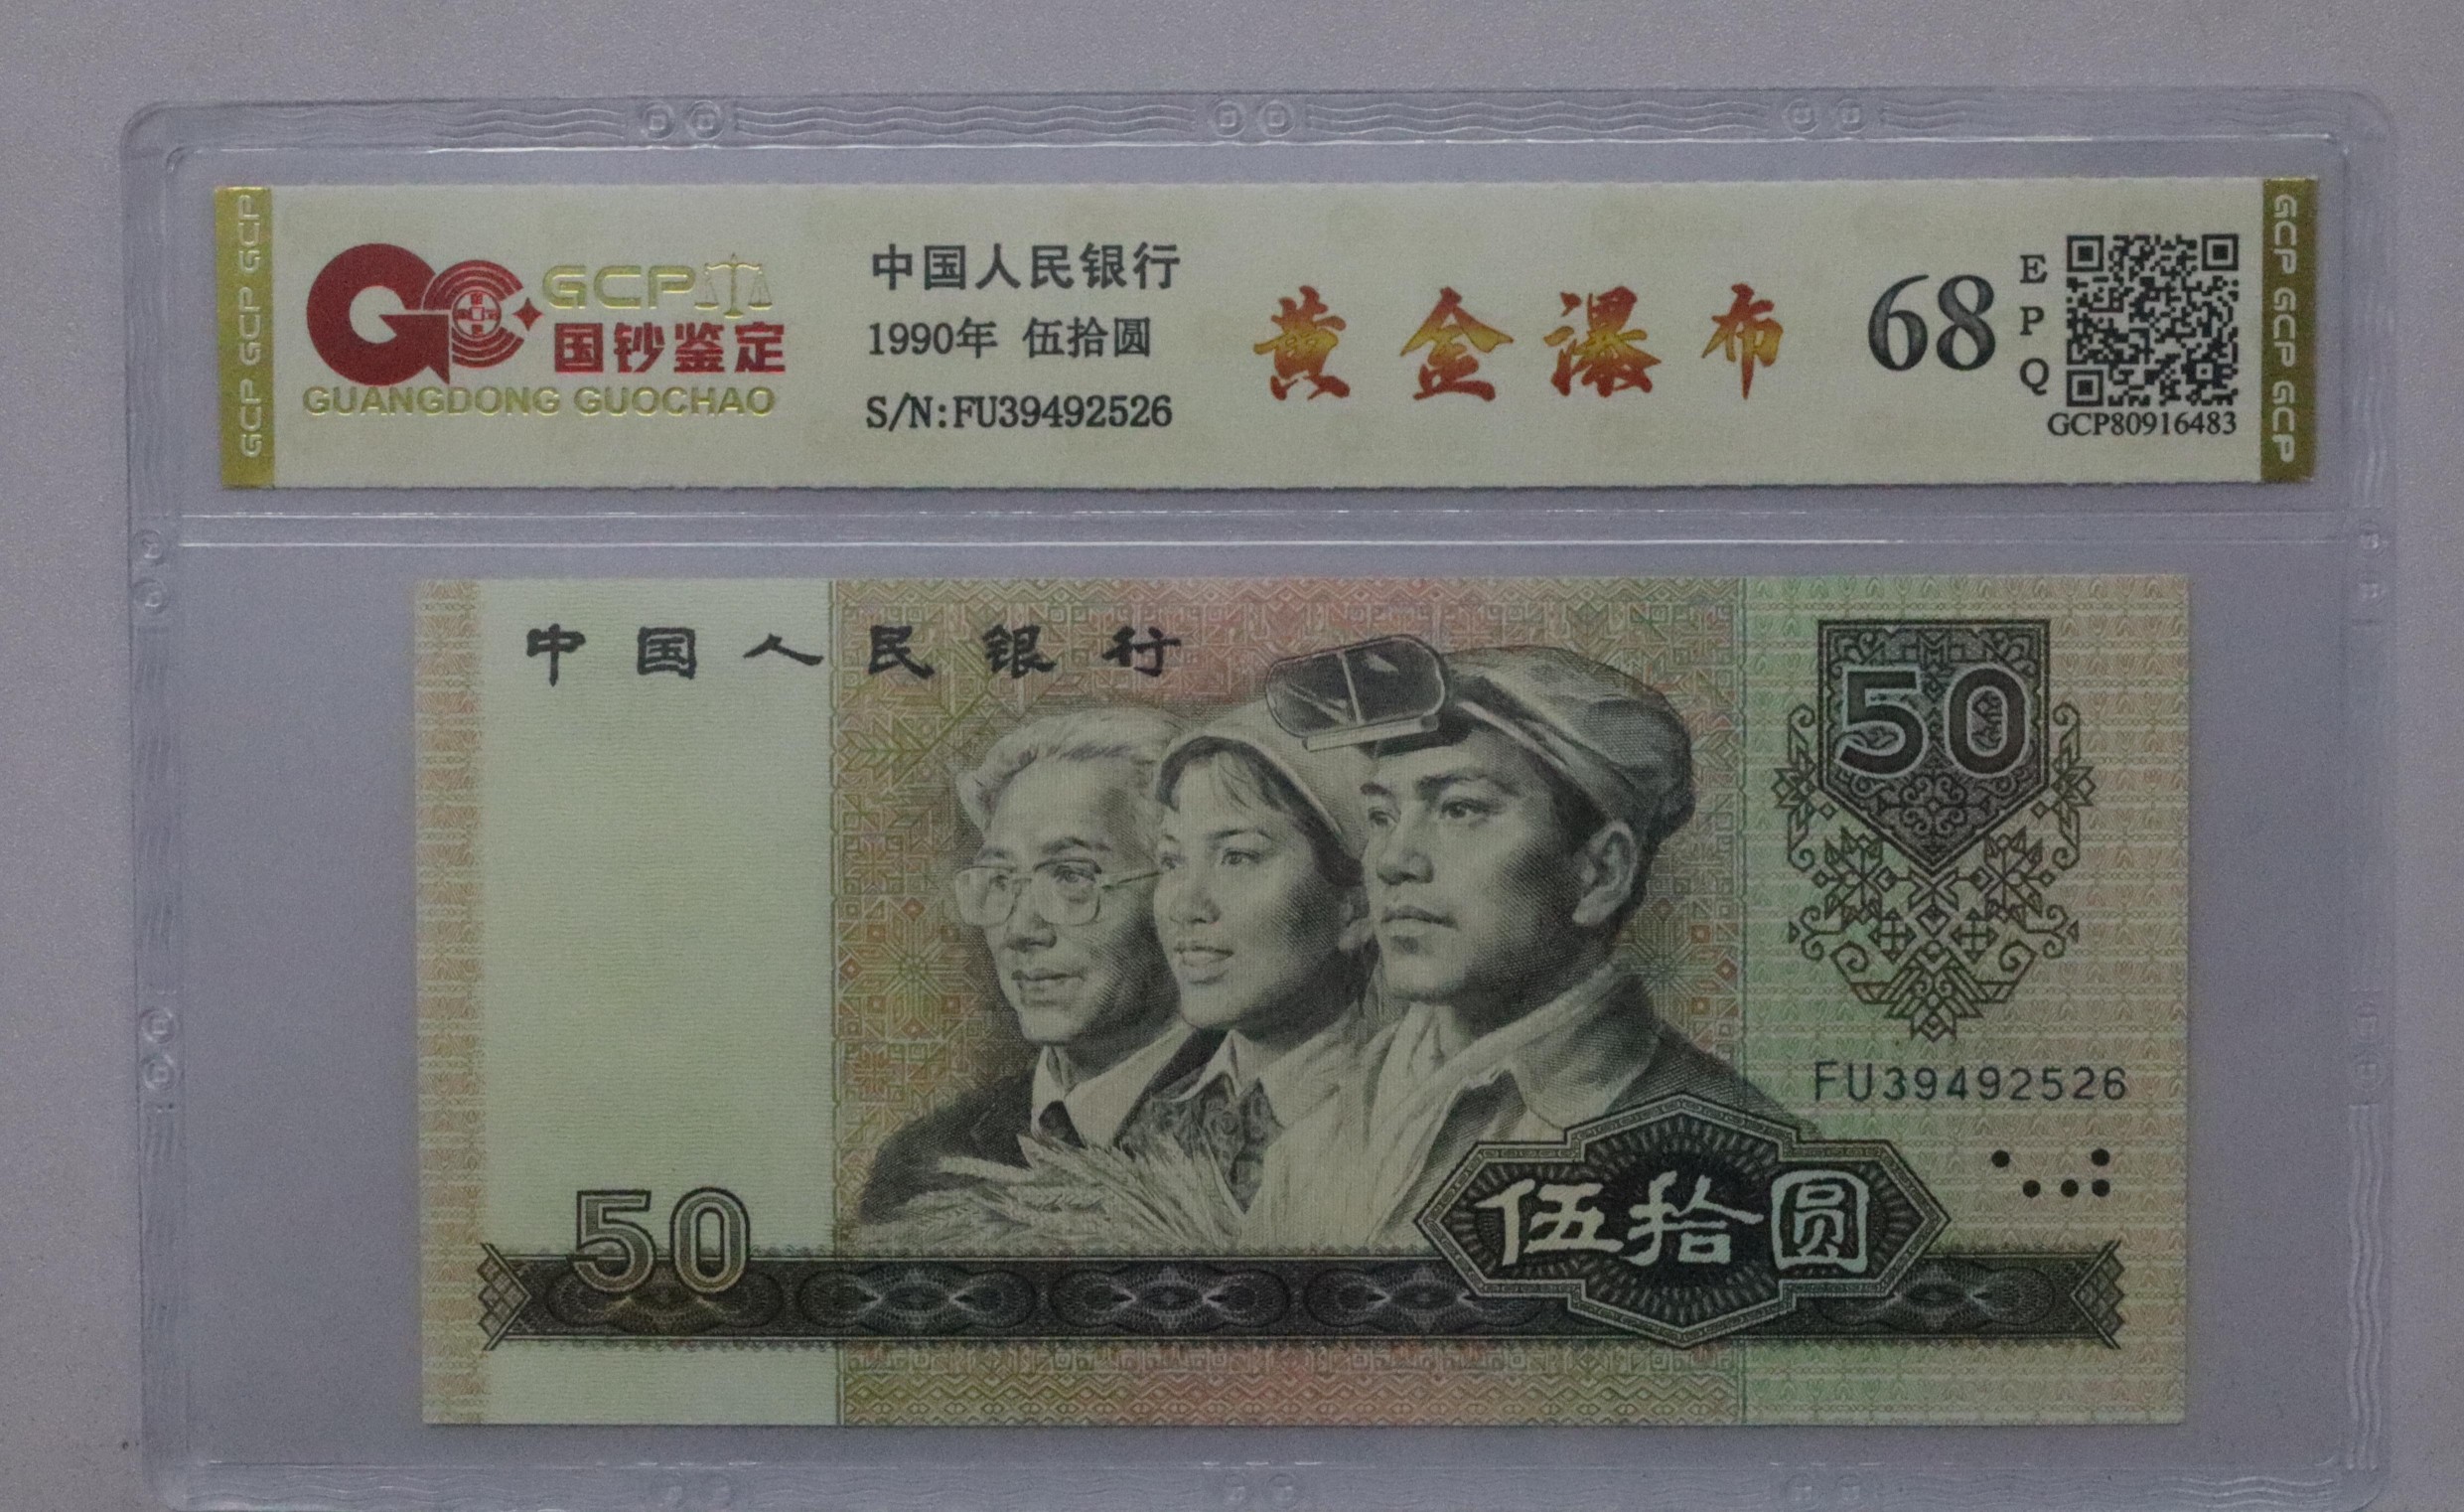 GCP GCP GCP
GCP
国钞鉴定
GUANGDONG GUOCHAO
中国人民银行
1990年 伍拾圆
S/N:FU39492526
黄金瀑布
68
EPQ
GCP80916483
GCP GCP GCP
中国人民银行
50
FU39492526
50
伍拾圆